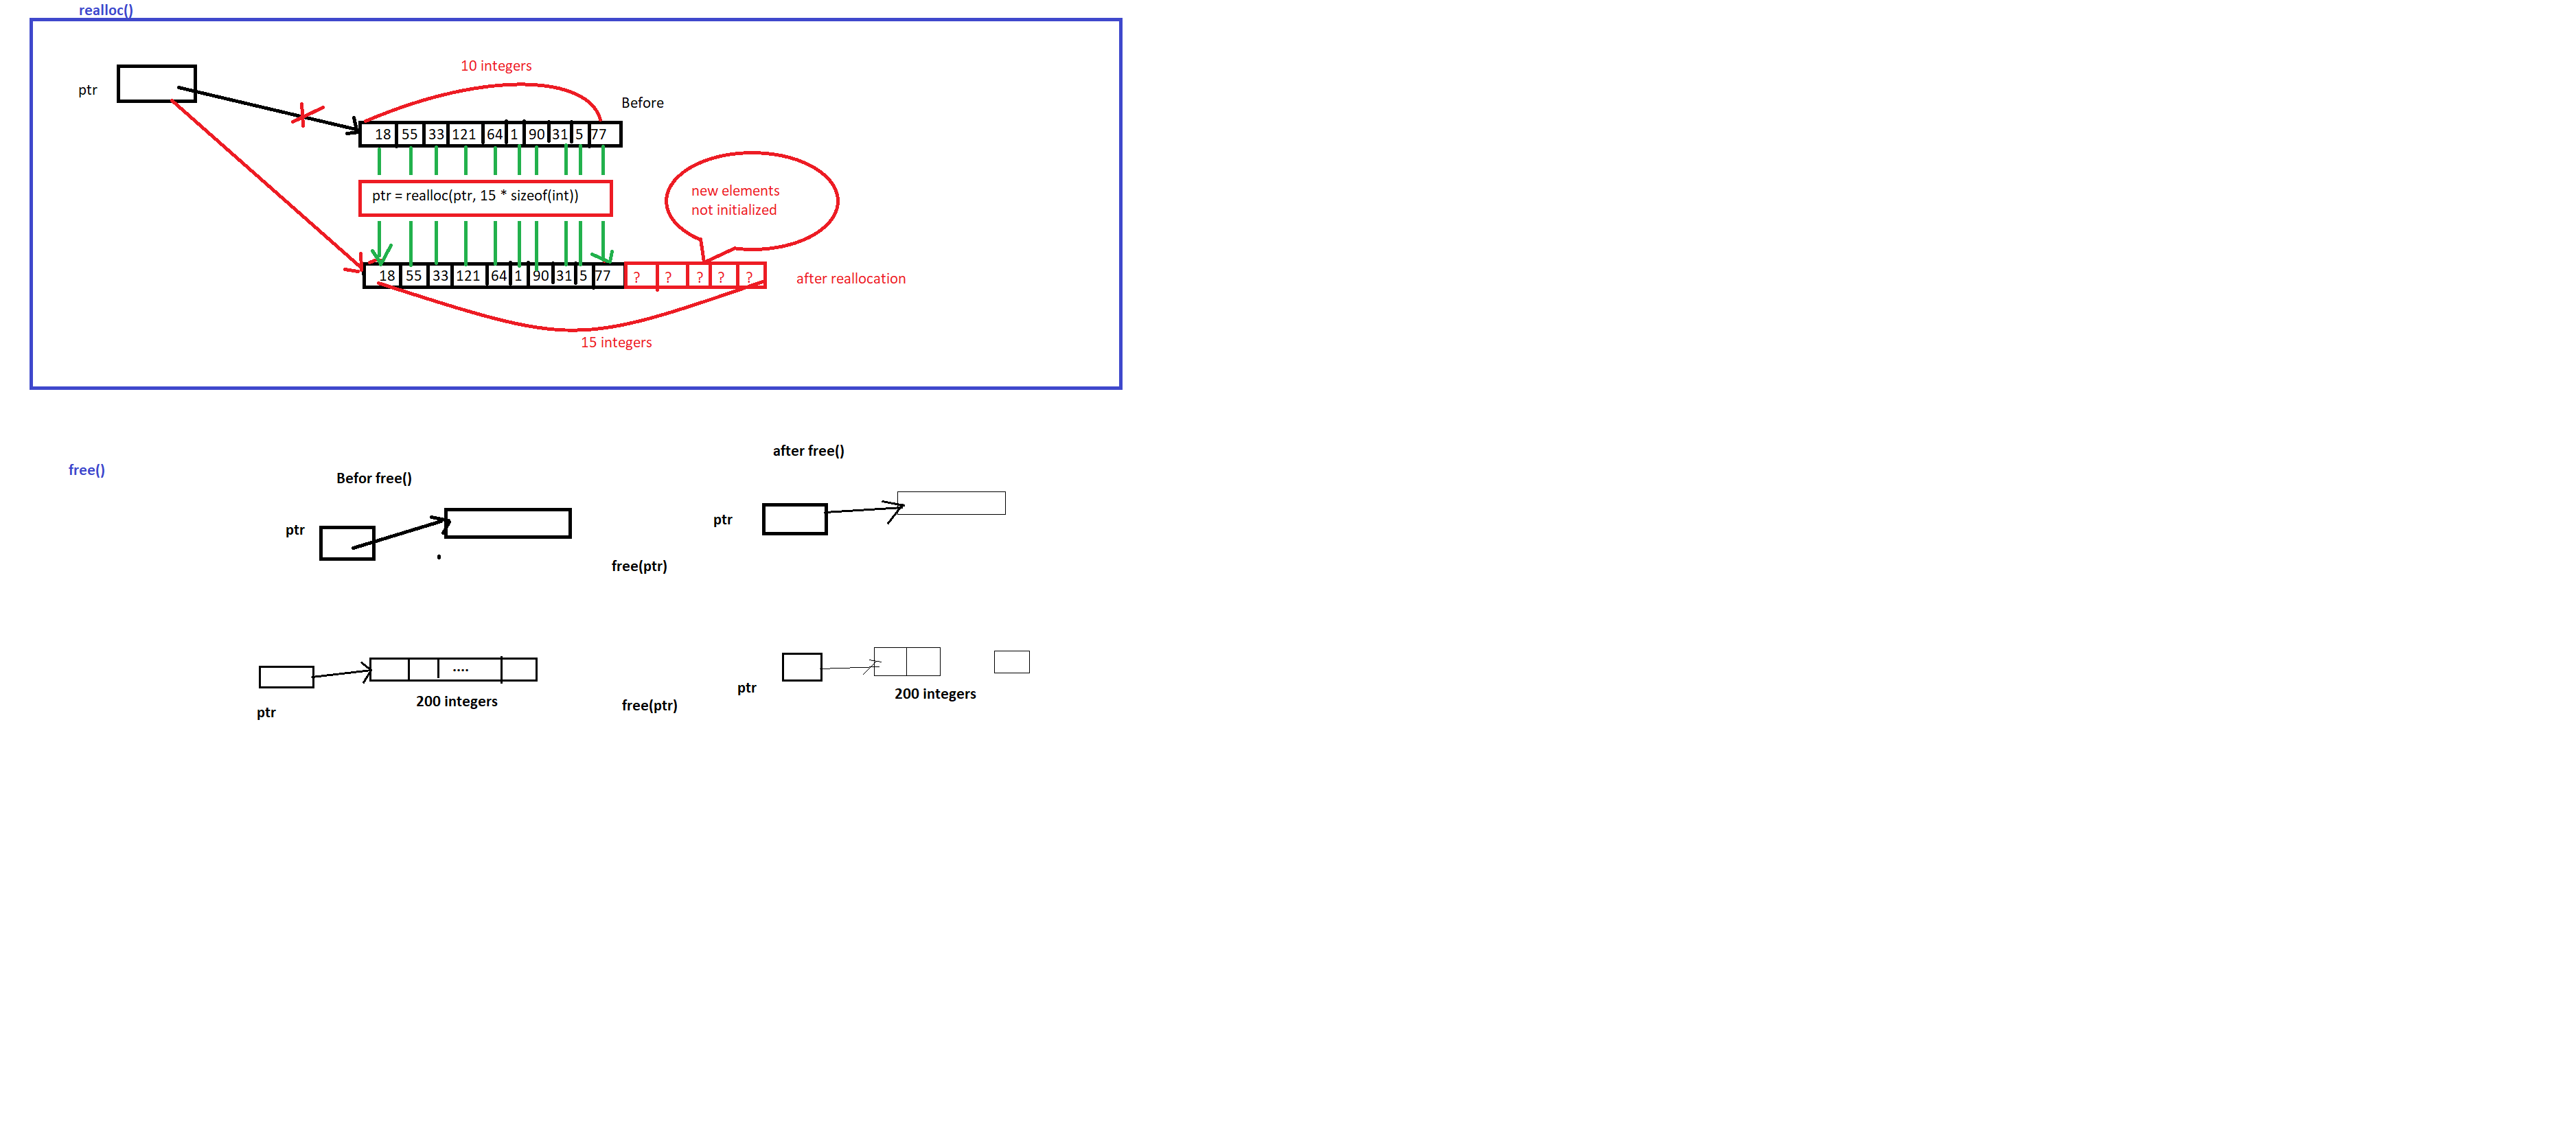 realloc()
10 integers
ptr
Before
18 55 33 121 64 1 90 31 5 77
ptr = realloc(ptr, 15 * sizeof(int))
new elements
not initialized
18 55 33 121 64 1 90 31 5 77 ? ? ? ? ?
after reallocation
15 integers
free()
Befor free()
after free()
ptr
ptr
free(ptr)
....
ptr
200 integers
free(ptr)
ptr
200 integers